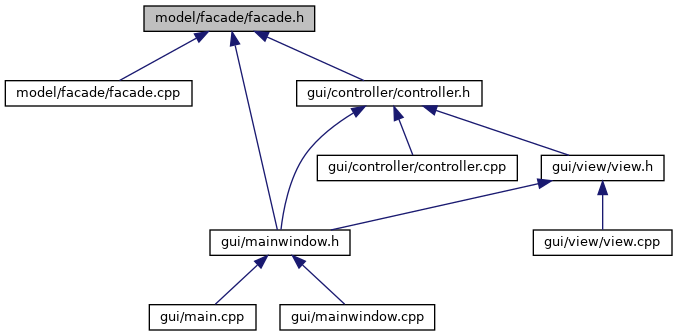 model/facade/facade.h
model/facade/facade.cpp
gui/controller/controller.h
gui/controller/controller.cpp
gui/view/view.h
gui/mainwindow.h
gui/view/view.cpp
gui/main.cpp
gui/mainwindow.cpp